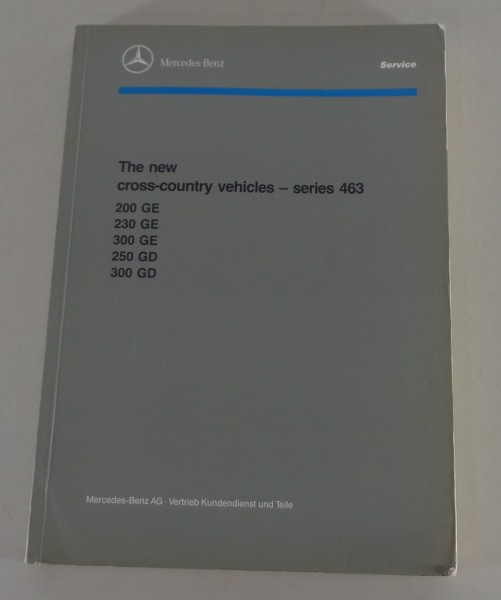 Mercedes-Benz
Service
The new
cross-country vehicles – series 463
200 GE
230 GE
300 GE
250 GD
300 GD
Mercedes-Benz AG · Vertrieb Kundendienst und Teile